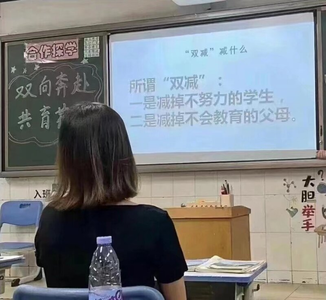 合作探学
双向奔赴
共育
"双减"减什么
所谓"双减"：
一是减掉不努力的学生，
二是减掉不会教育的父母。
入班
大胆举手